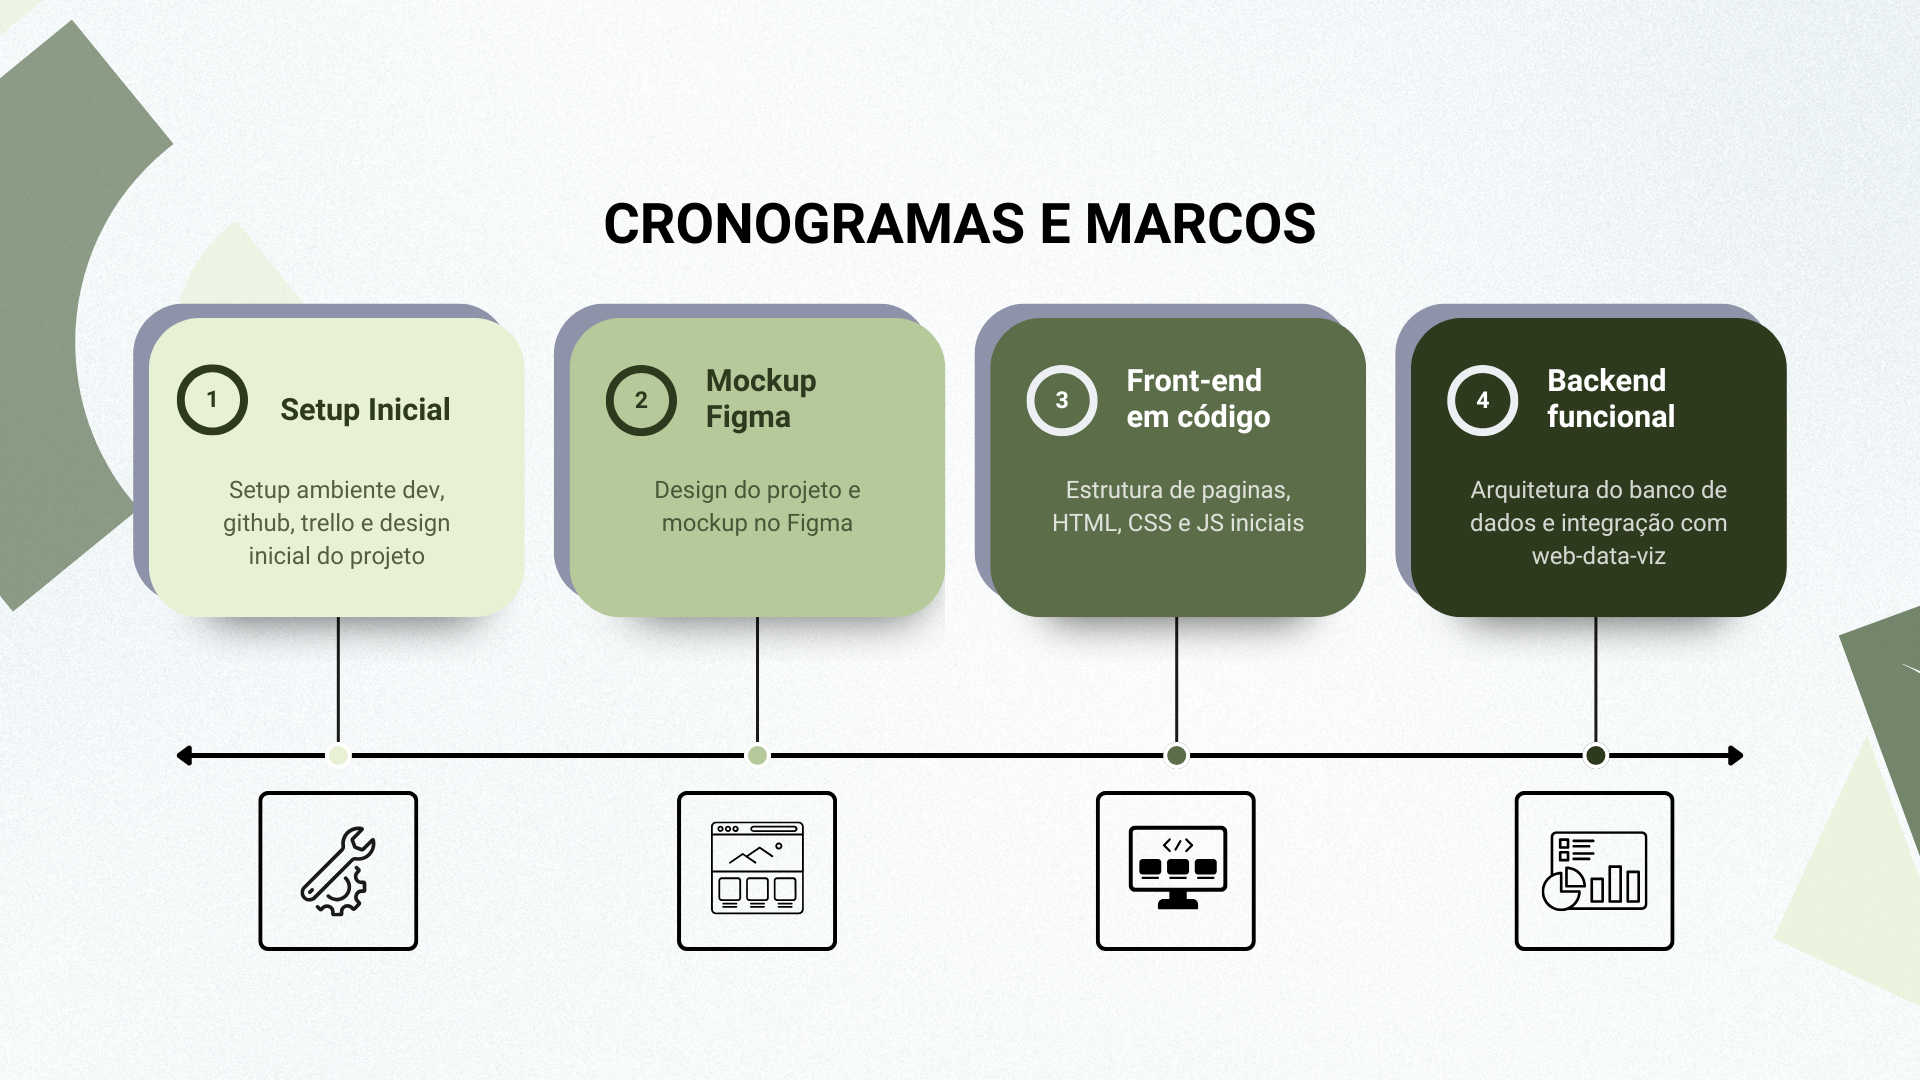 CRONOGRAMAS E MARCOS
1
Setup Inicial
Setup ambiente dev,
github, trello e design
inicial do projeto
2
Mockup
Figma
Design do projeto e
mockup no Figma
3
Front-end
em código
Estrutura de paginas,
HTML, CSS e JS iniciais
4
Backend
funcional
Arquitetura do banco de
dados e integração com
web-data-viz